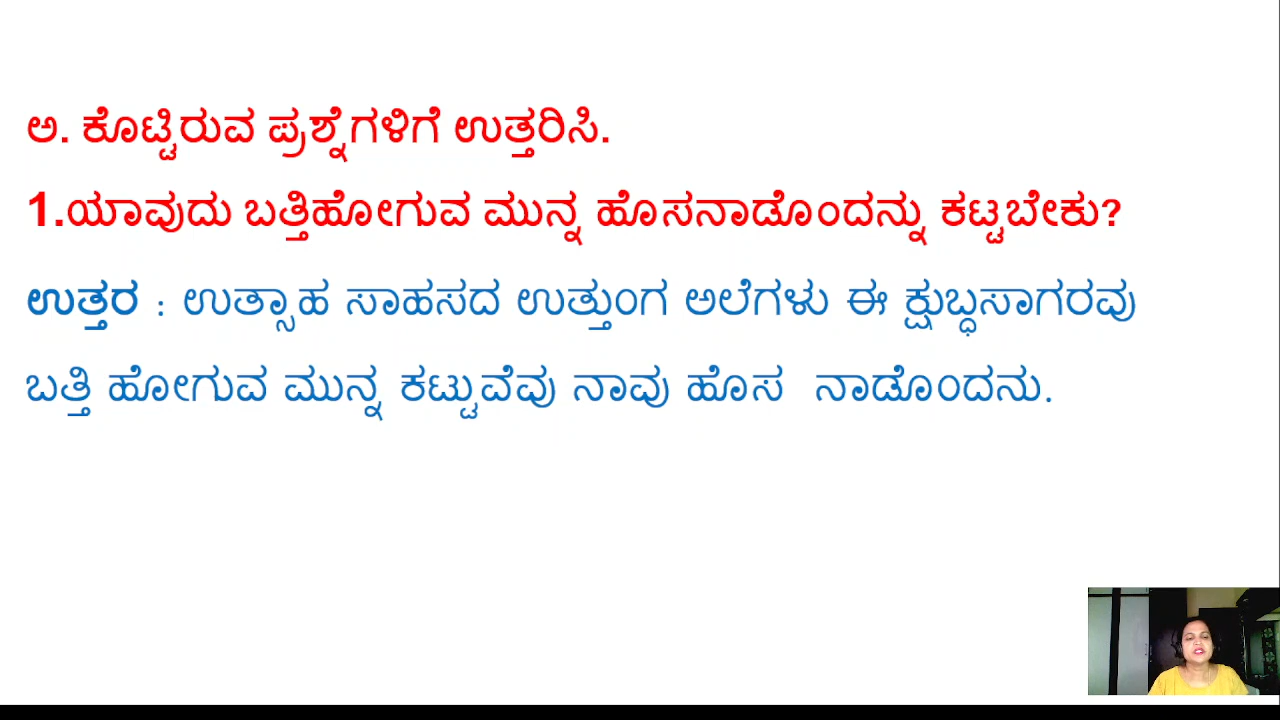 ಅ. ಕೊಟ್ಟಿರುವ ಪ್ರಶ್ನೆಗಳಿಗೆ ಉತ್ತರಿಸಿ.
1.ಯಾವುದು ಬತ್ತಿಹೋಗುವ ಮುನ್ನ ಹೊಸನಾಡೊಂದನ್ನು ಕಟ್ಟಬೇಕು?
ಉತ್ತರ : ಉತ್ಸಾಹ ಸಾಹಸದ ಉತ್ತುಂಗ ಅಲೆಗಳು ಈ ಕ್ಷುಬ್ಧಸಾಗರವು
ಬತ್ತಿ ಹೋಗುವ ಮುನ್ನ ಕಟ್ಟುವೆವು ನಾವು ಹೊಸ ನಾಡೊಂದನು.